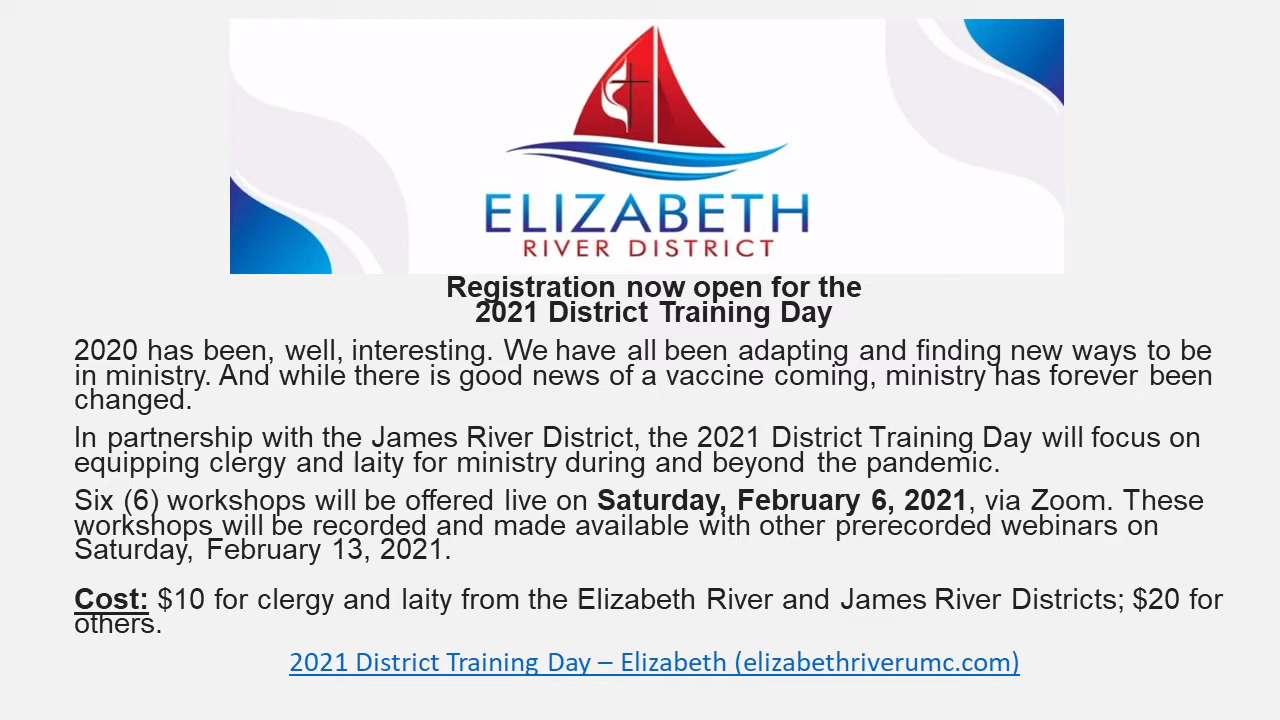 ELIZABETH
RIVER DISTRICT
Registration now open for the
2021 District Training Day
2020 has been, well, interesting. We have all been adapting and finding new ways to be
in ministry. And while there is good news of a vaccine coming, ministry has forever been
changed.
In partnership with the James River District, the 2021 District Training Day will focus on
equipping clergy and laity for ministry during and beyond the pandemic.
Six (6) workshops will be offered live on Saturday, February 6, 2021, via Zoom. These
workshops will be recorded and made available with other prerecorded webinars on
Saturday, February 13, 2021.
Cost: $10 for clergy and laity from the Elizabeth River and James River Districts; $20 for
others.
2021 District Training Day – Elizabeth (elizabethriverumc.com)